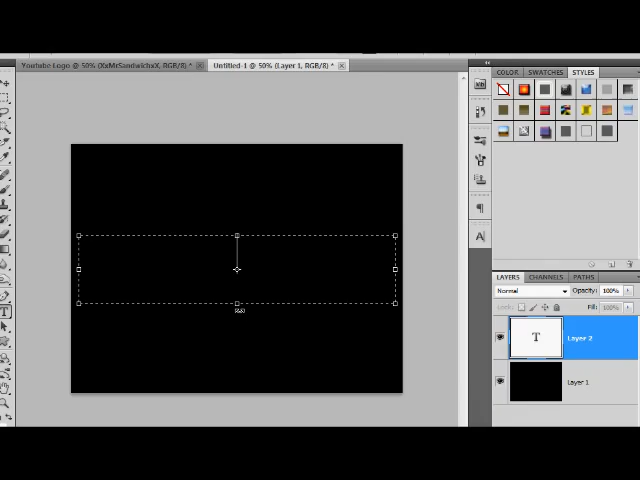 Youtube Logo @ 50% (XxMrSandwichxX, RGB/8) *
Untitled-1 @ 50% (Layer 1, RGB/8) *
COLOR SWATCHES STYLES
LAYERS CHANNELS PATHS
Normal Opacity: 100%
Lock: Fill: 100%
T Layer 2
Layer 1